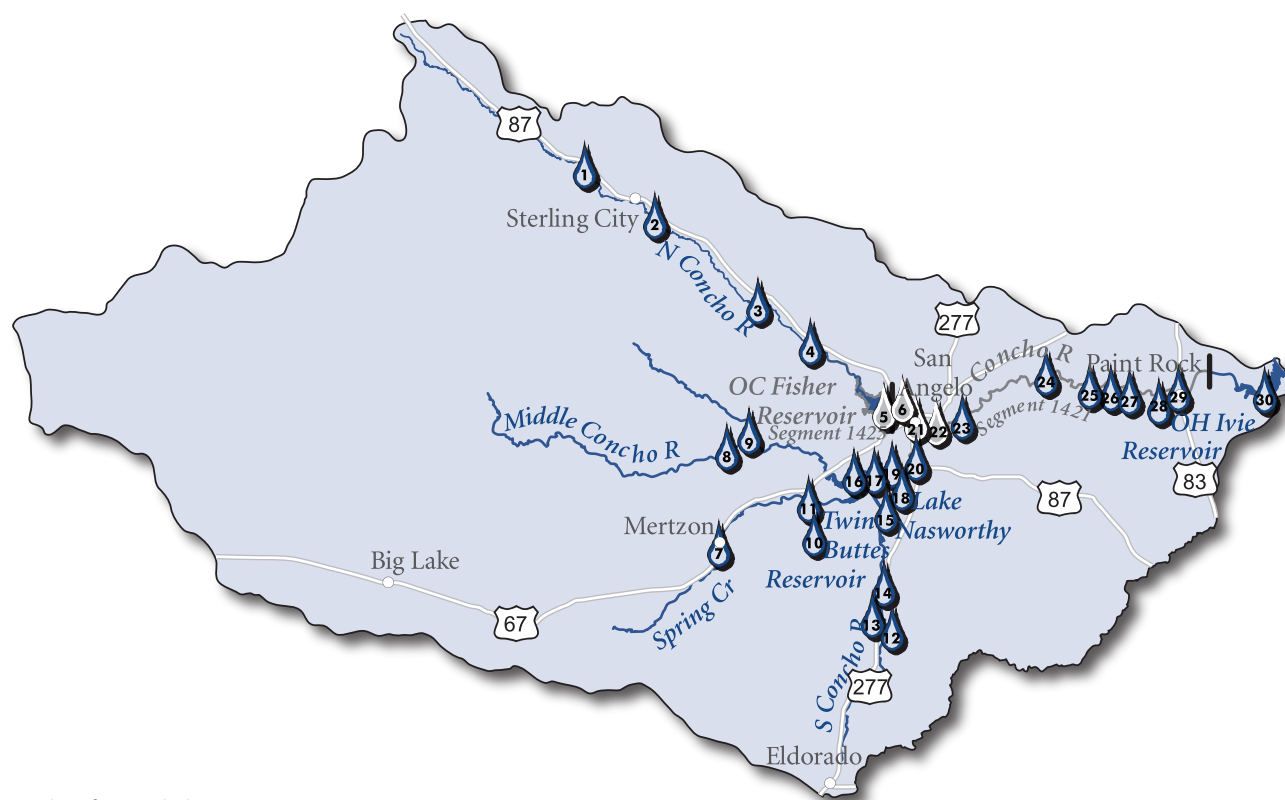 87
1
Sterling City
2
N Concho R
3
277
4
San
Angelo
Concho R
Paint Rock
OC Fisher
Reservoir
5
6
24
25
26
27
28
29
30
Segment 1421
Segment 1425
21
22
23
OH Ivie
Reservoir
Middle Concho R
8
9
16
17
19
20
18
83
87
Lake
Nasworthy
11
15
Twin
Buttes
Reservoir
10
Mertzon
7
Big Lake
14
67
Spring Cr
13
12
S Concho R
277
Eldorado